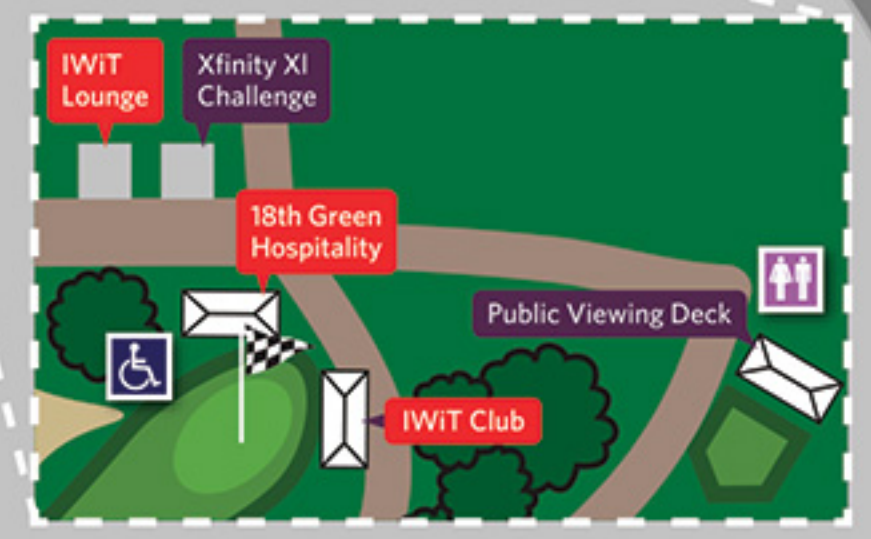 IWiT
Lounge
Xfinity XI
Challenge
18th Green
Hospitality
Public Viewing Deck
IWiT Club